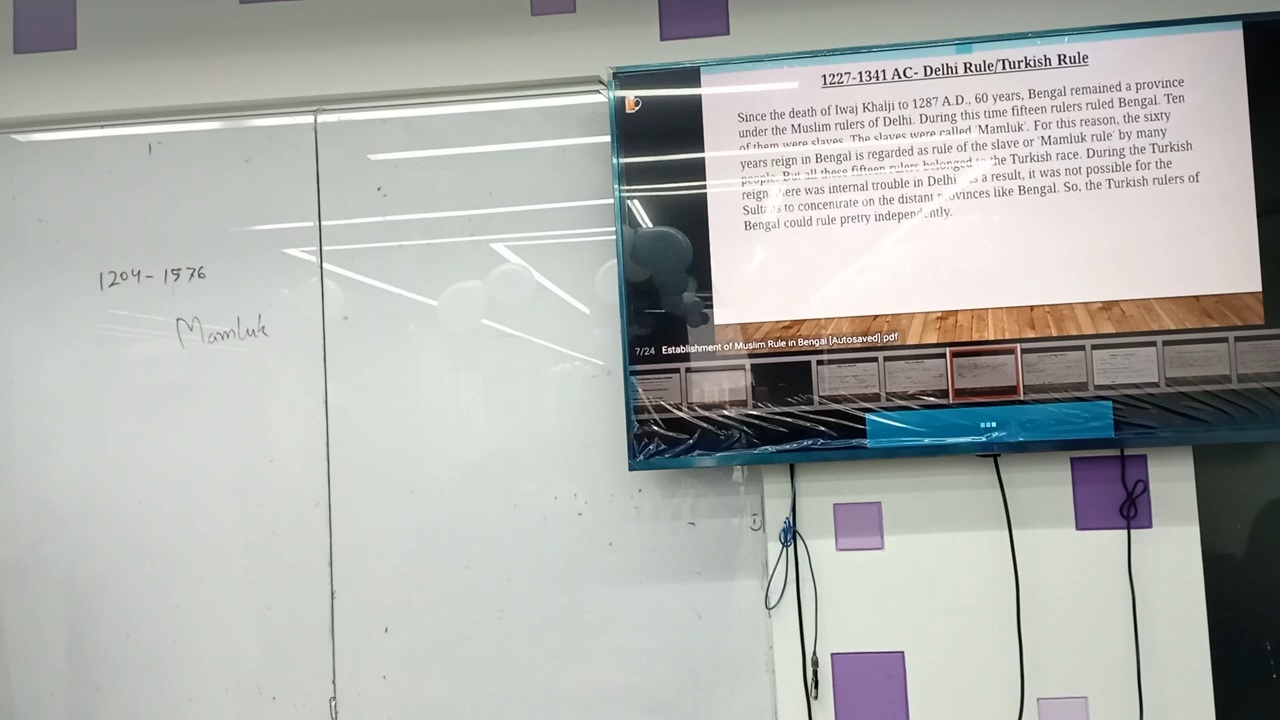 1204-1576
Mamluk
1227-1341 AC- Delhi Rule/Turkish Rule
Since the death of Iwaj Khalji to 1287 A.D., 60 years, Bengal remained a province
under the Muslim rulers of Delhi. During this time fifteen rulers ruled Bengal. Ten
of them were slaves. The slaves were called 'Mamluk'. For this reason, the sixty
years reign in Bengal is regarded as rule of the slave or 'Mamluk rule' by many
people. But all these fifteen rulers belonged to the Turkish race. During the Turkish
reign, there was internal trouble in Delhi. As a result, it was not possible for the
Sultans to concentrate on the distant provinces like Bengal. So, the Turkish rulers of
Bengal could rule pretty independently.
7/24 Establishment of Muslim Rule in Bengal [Autosaved].pdf